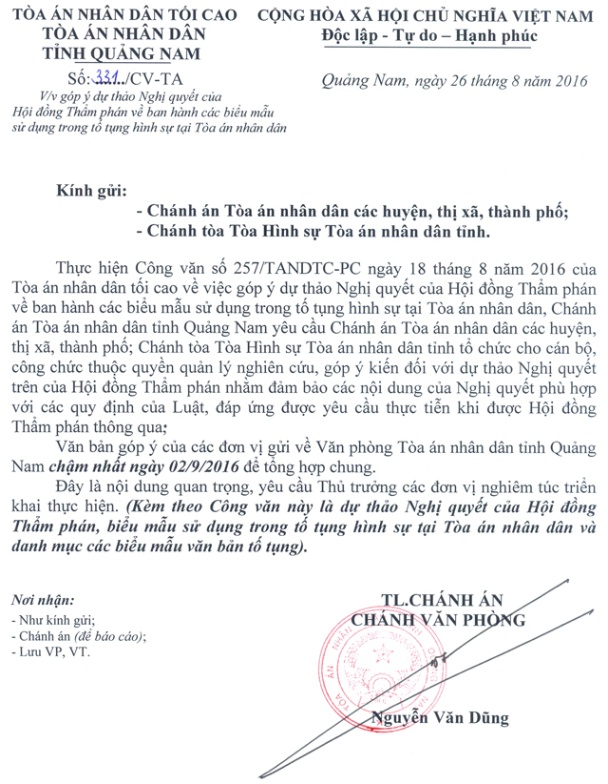 TÒA ÁN NHÂN DÂN TỐI CAO
TÒA ÁN NHÂN DÂN
TỈNH QUẢNG NAM
Số: 331../CV-TA
V/v góp ý dự thảo Nghị quyết của
Hội đồng Thẩm phán về ban hành các biểu mẫu
sử dụng trong tố tụng hình sự tại Tòa án nhân dân
CỘNG HÒA XÃ HỘI CHỦ NGHĨA VIỆT NAM
Độc lập - Tự do – Hạnh phúc
Quảng Nam, ngày 26 tháng 8 năm 2016
Kính gửi:
- Chánh án Tòa án nhân dân các huyện, thị xã, thành phố;
- Chánh tòa Tòa Hình sự Tòa án nhân dân tỉnh.
Thực hiện Công văn số 257/TANDTC-PC ngày 18 tháng 8 năm 2016 của
Tòa án nhân dân tối cao về việc góp ý dự thảo Nghị quyết của Hội đồng Thẩm phán
về ban hành các biểu mẫu sử dụng trong tố tụng hình sự tại Tòa án nhân dân, Chánh
án Tòa án nhân dân tỉnh Quảng Nam yêu cầu Chánh án Tòa án nhân dân các huyện,
thị xã, thành phố; Chánh tòa Tòa Hình sự Tòa án nhân dân tỉnh tổ chức cho cán bộ,
công chức thuộc quyền quản lý nghiên cứu, góp ý kiến đối với dự thảo Nghị quyết
trên của Hội đồng Thẩm phán nhằm đảm bảo các nội dung của Nghị quyết phù hợp
với các quy định của Luật, đáp ứng được yêu cầu thực tiễn khi được Hội đồng
Thẩm phán thông qua;
Văn bản góp ý của các đơn vị gửi về Văn phòng Tòa án nhân dân tỉnh Quảng
Nam chậm nhất ngày 02/9/2016 để tổng hợp chung.
Đây là nội dung quan trọng, yêu cầu Thủ trưởng các đơn vị nghiêm túc triển
khai thực hiện. (Kèm theo Công văn này là dự thảo Nghị quyết của Hội đồng
Thẩm phán, biểu mẫu sử dụng trong tố tụng hình sự tại Tòa án nhân dân và
danh mục các biểu mẫu văn bản tố tụng).
Nơi nhận:
- Như kính gửi;
- Chánh án (để báo cáo);
- Lưu VP, VT.
TL.CHÁNH ÁN
CHÁNH VĂN PHÒNG
Nguyễn Văn Dũng